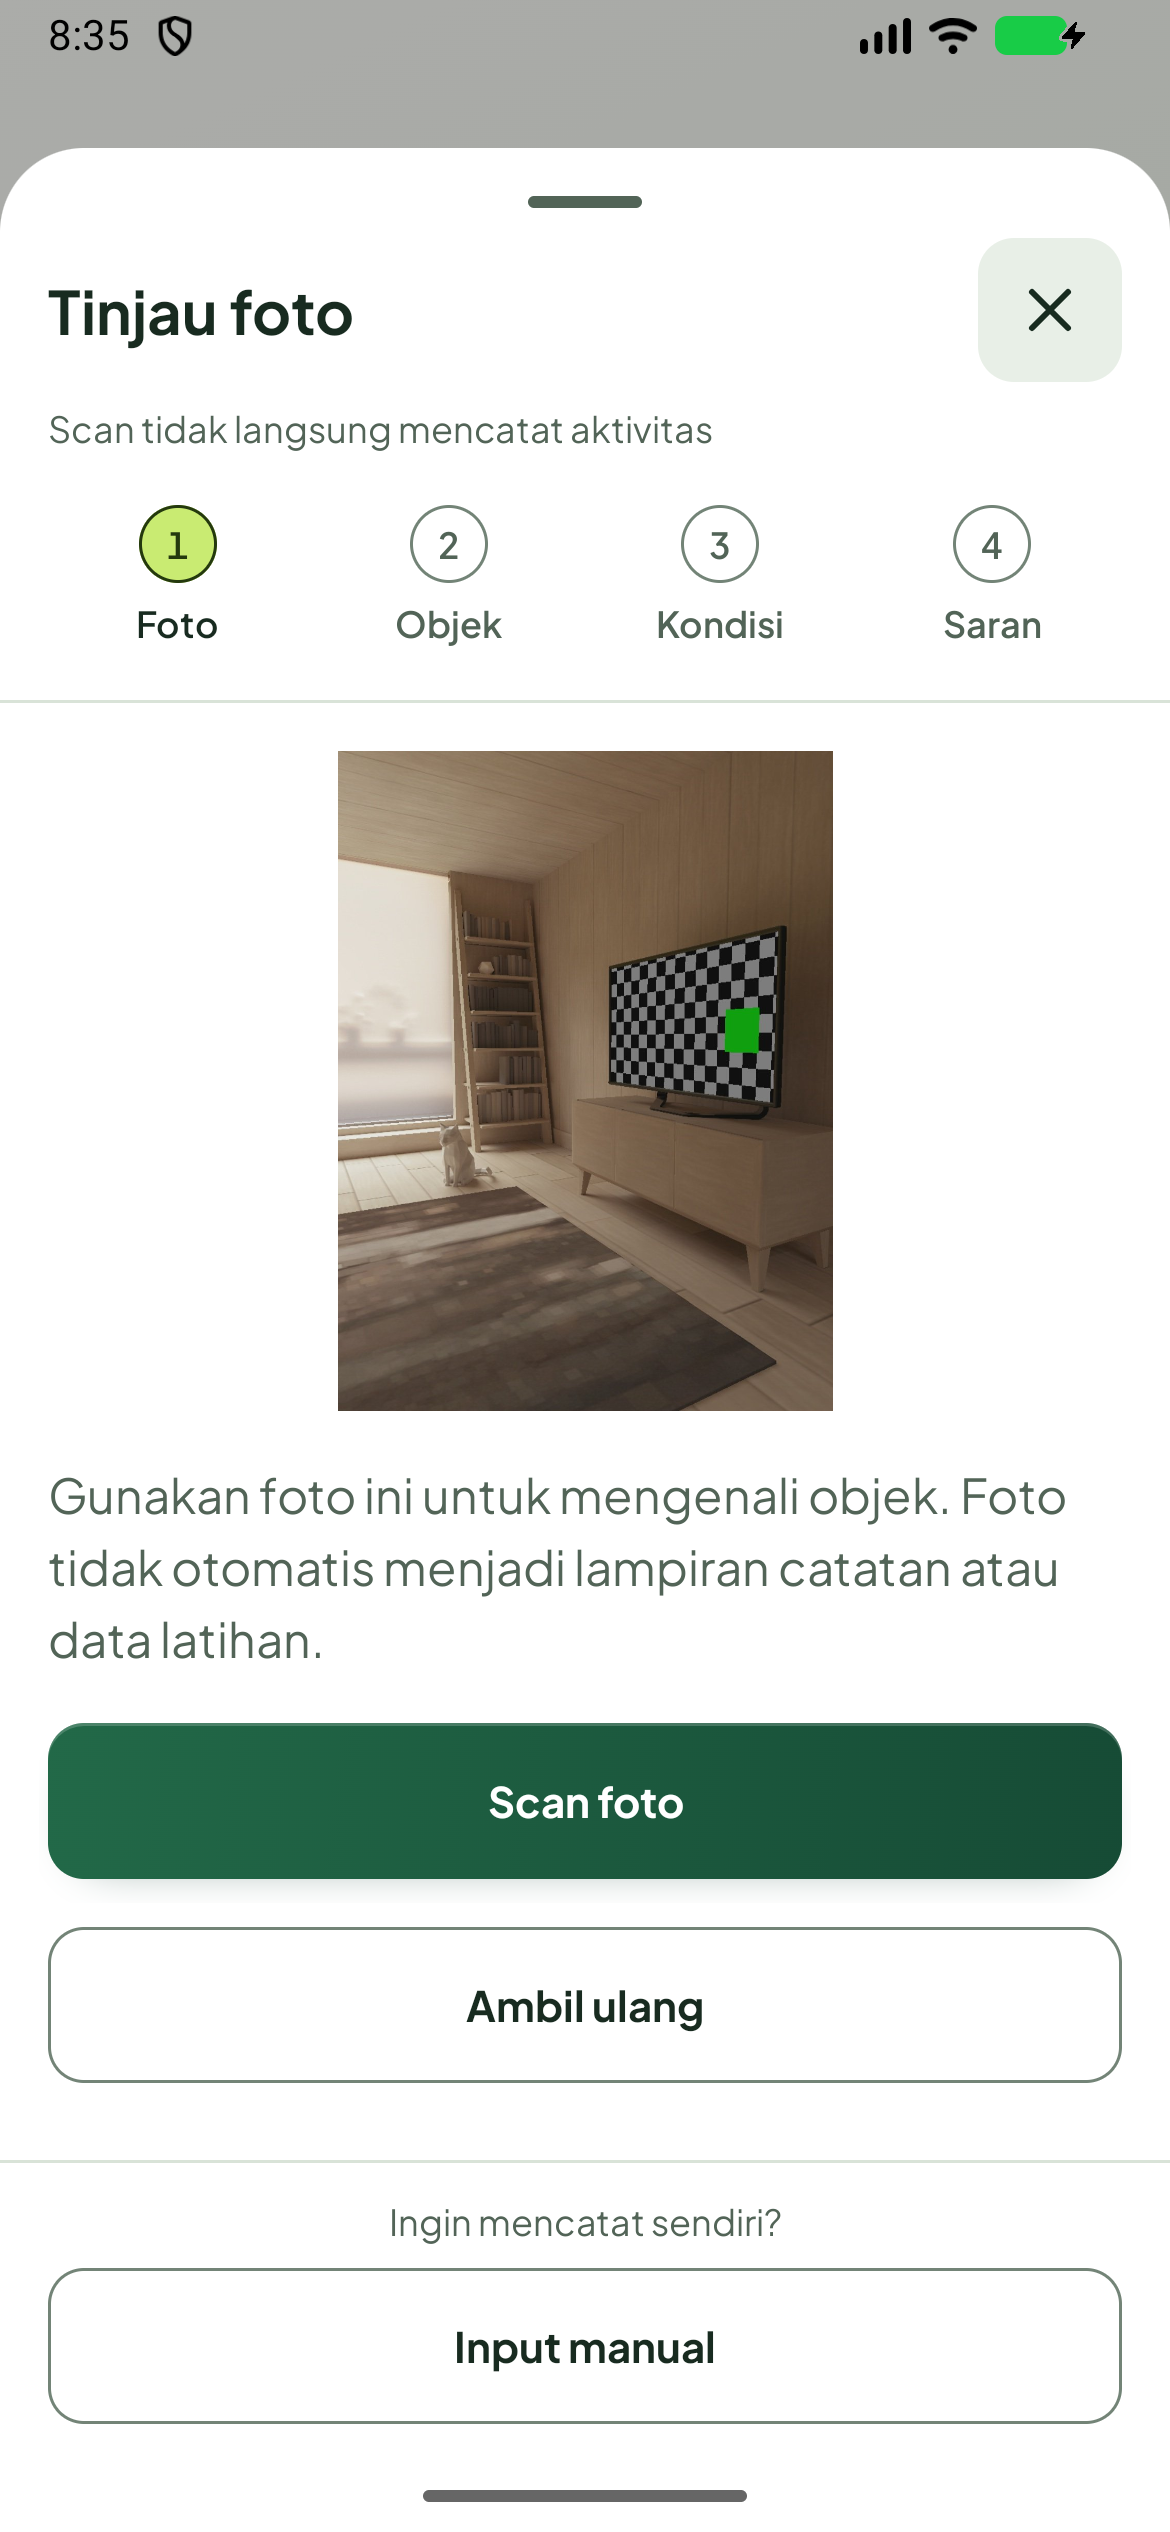 8:35
Tinjau foto
Scan tidak langsung mencatat aktivitas
1
2
3
4
Foto
Objek
Kondisi
Saran
Gunakan foto ini untuk mengenali objek. Foto
tidak otomatis menjadi lampiran catatan atau
data latihan.
Scan foto
Ambil ulang
Ingin mencatat sendiri?
Input manual